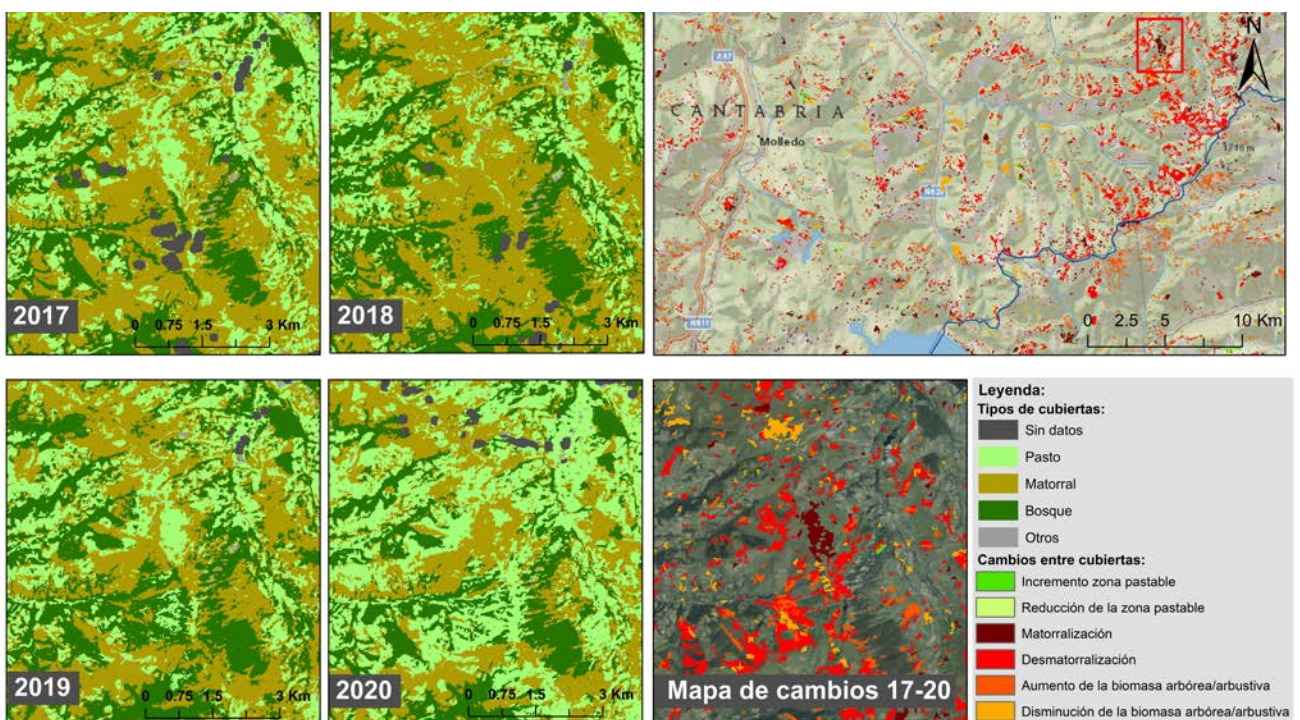 2017
0 0.75 1.5 3 Km
2018
0 0.75 1.5 3 Km
A67
CANTABRIA
Molledo
N611
N
1718 m
0 2.5 5 10 Km
2019
0 0.75 1.5 3 Km
2020
0 0.75 1.5 3 Km
Mapa de cambios 17-20
Leyenda:
Tipos de cubiertas:
Sin datos
Pasto
Matorral
Bosque
Otros
Cambios entre cubiertas:
Incremento zona pastable
Reducción de la zona pastable
Matorralización
Desmatorralización
Aumento de la biomasa arbórea/arbustiva
Disminución de la biomasa arbórea/arbustiva